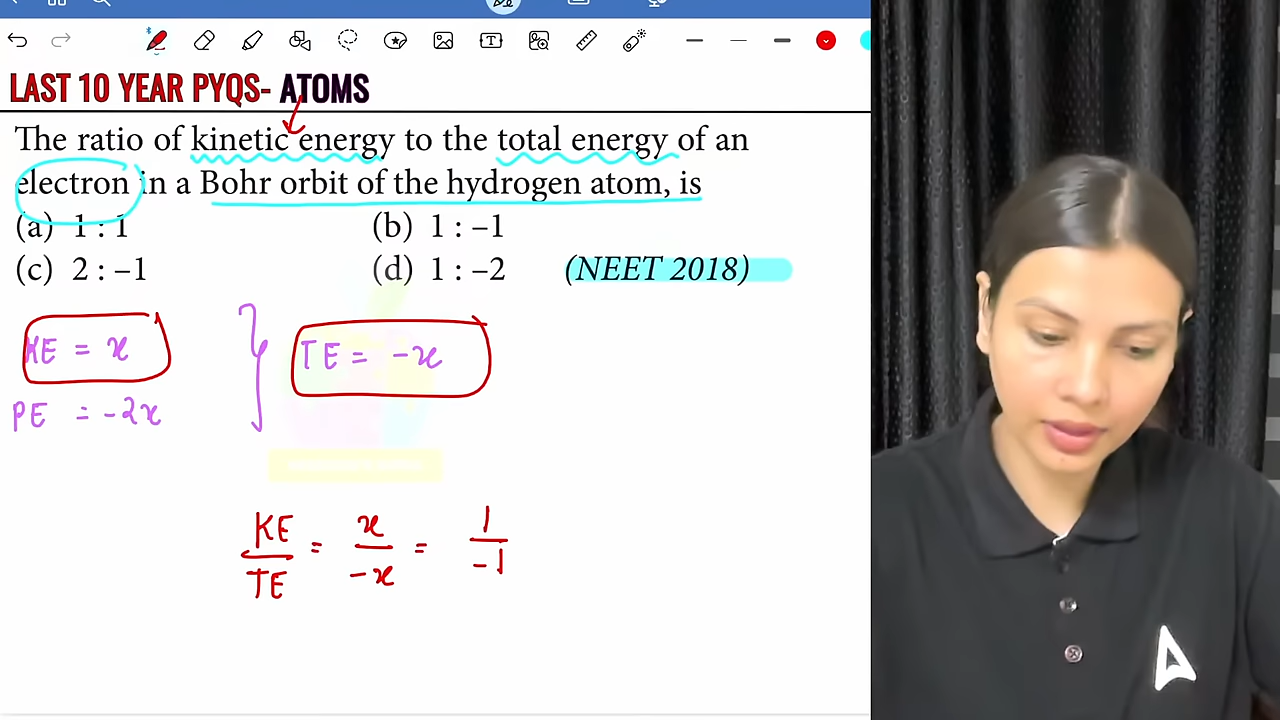 LAST 10 YEAR PYQS- ATOMS
The ratio of kinetic energy to the total energy of an
electron in a Bohr orbit of the hydrogen atom, is
(a) 1 : 1 (b) 1 : –1
(c) 2 : –1 (d) 1 : –2 (NEET 2018)
KE = x TE = -x
PE = -2x
KE/TE = x/-x = 1/-1